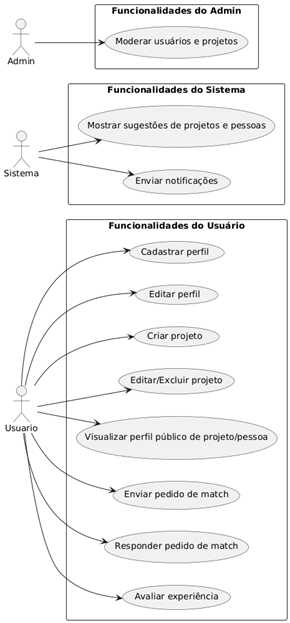 Funcionalidades do Admin
Moderar usuários e projetos
Admin
Funcionalidades do Sistema
Mostrar sugestões de projetos e pessoas
Sistema
Enviar notificações
Funcionalidades do Usuário
Cadastrar perfil
Editar perfil
Criar projeto
Editar/Excluir projeto
Usuario
Visualizar perfil público de projeto/pessoa
Enviar pedido de match
Responder pedido de match
Avaliar experiência